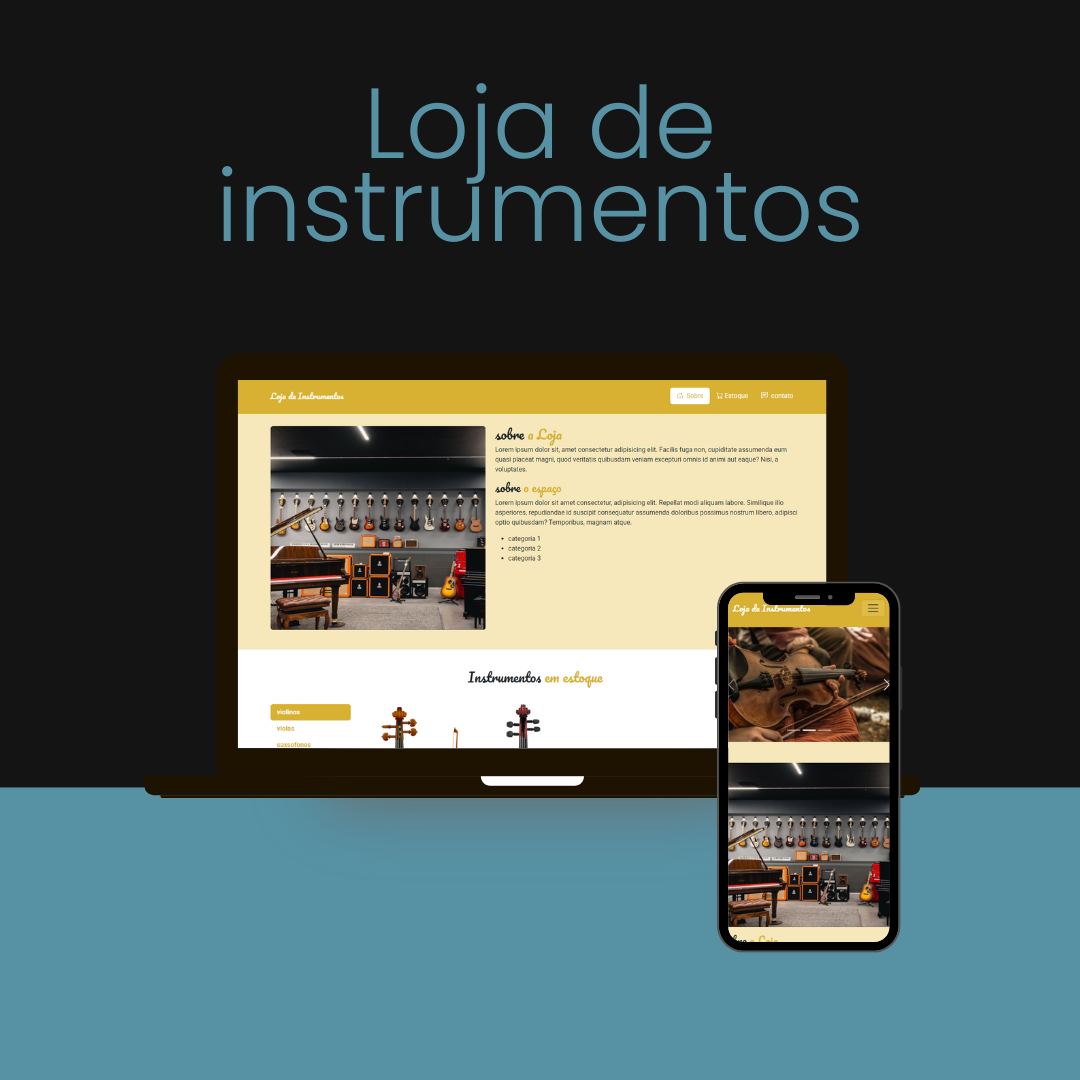 Loja de
instrumentos
Loja de Instrumentos
Sobre
Estoque
contato
sobre a Loja
Lorem ipsum dolor sit, amet consectetur adipisicing elit. Facilis fuga non, cupiditate assumenda eum
quasi placeat magni, quod veritatis quibusdam veniam excepturi omnis id animi aut eaque? Nisi, a
voluptates.
sobre o espaço
Lorem ipsum dolor sit amet consectetur, adipisicing elit. Repellat modi aliquam labore. Similique illo
asperiores, repudiandae id suscipit consequatur assumenda doloribus possimus nostrum libero, adipisci
optio quibusdam? Temporibus, magnam atque.
• categoria 1
• categoria 2
• categoria 3
Instrumentos em estoque
violinos
violas
saxsofones
Loja de Instrumentos
a Loja